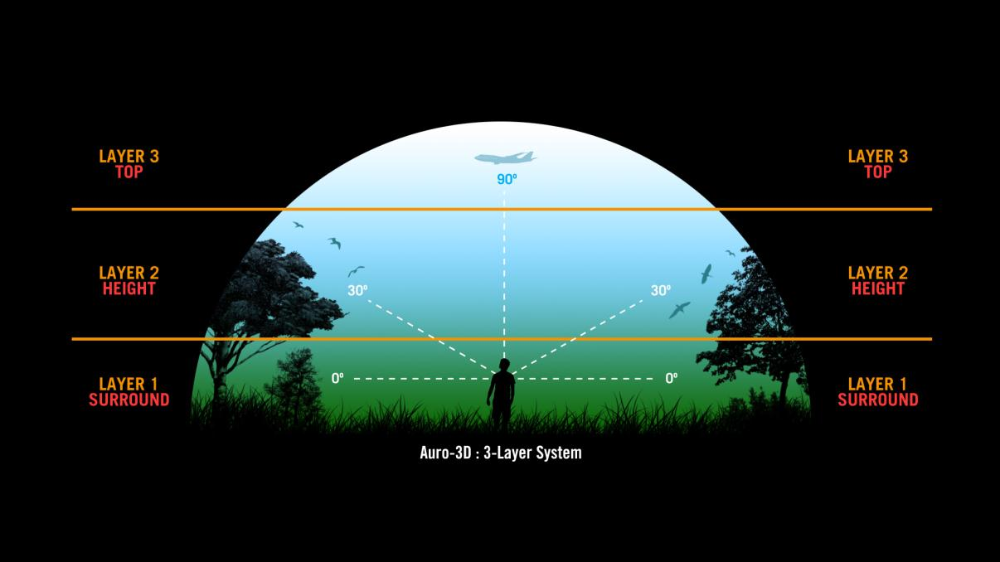 LAYER 3
TOP
LAYER 3
TOP
90º
LAYER 2
HEIGHT
LAYER 2
HEIGHT
30º
30º
LAYER 1
SURROUND
LAYER 1
SURROUND
0º
0º
Auro-3D : 3-Layer System